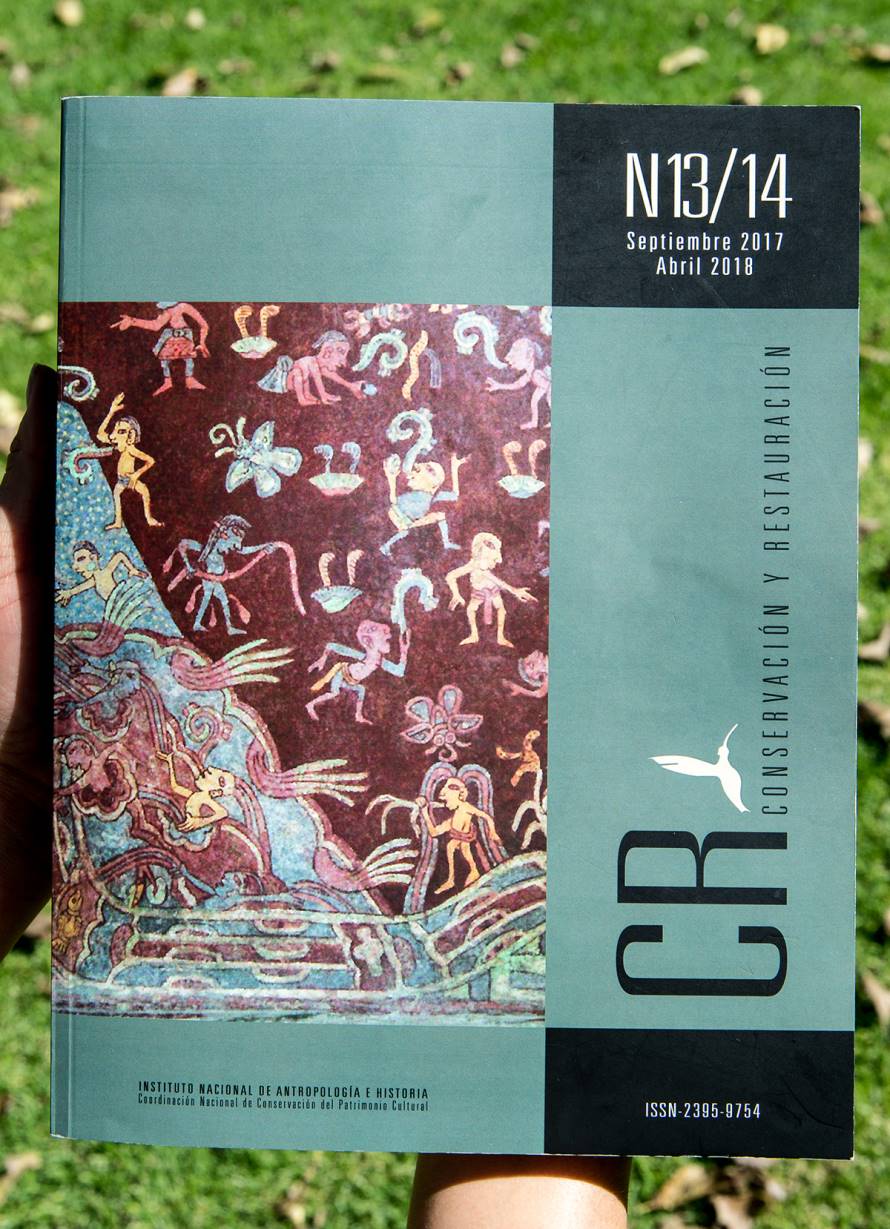 N13/14
Septiembre 2017
Abril 2018
CONSERVACIÓN Y RESTAURACIÓN
CR
INSTITUTO NACIONAL DE ANTROPOLOGÍA E HISTORIA
Coordinación Nacional de Conservación del Patrimonio Cultural
ISSN-2395-9754